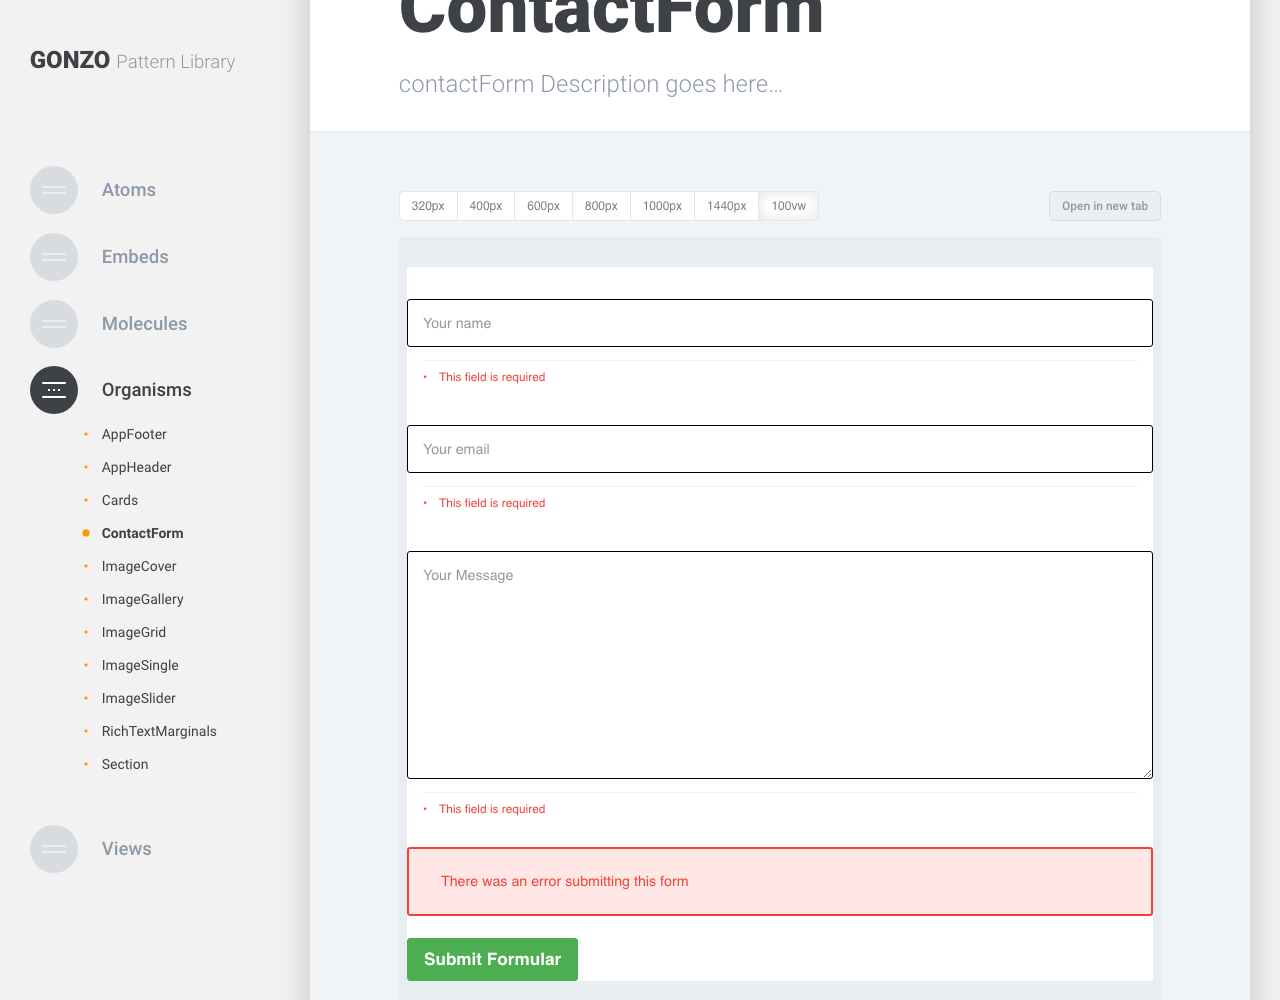 GONZO Pattern Library
Atoms
Embeds
Molecules
Organisms
AppFooter
AppHeader
Cards
ContactForm
ImageCover
ImageGallery
ImageGrid
ImageSingle
ImageSlider
RichTextMarginals
Section
Views
ContactForm
contactForm Description goes here...
320px 400px 600px 800px 1000px 1440px 100vw Open in new tab
Your name
This field is required
Your email
This field is required
Your Message
This field is required
There was an error submitting this form
Submit Formular